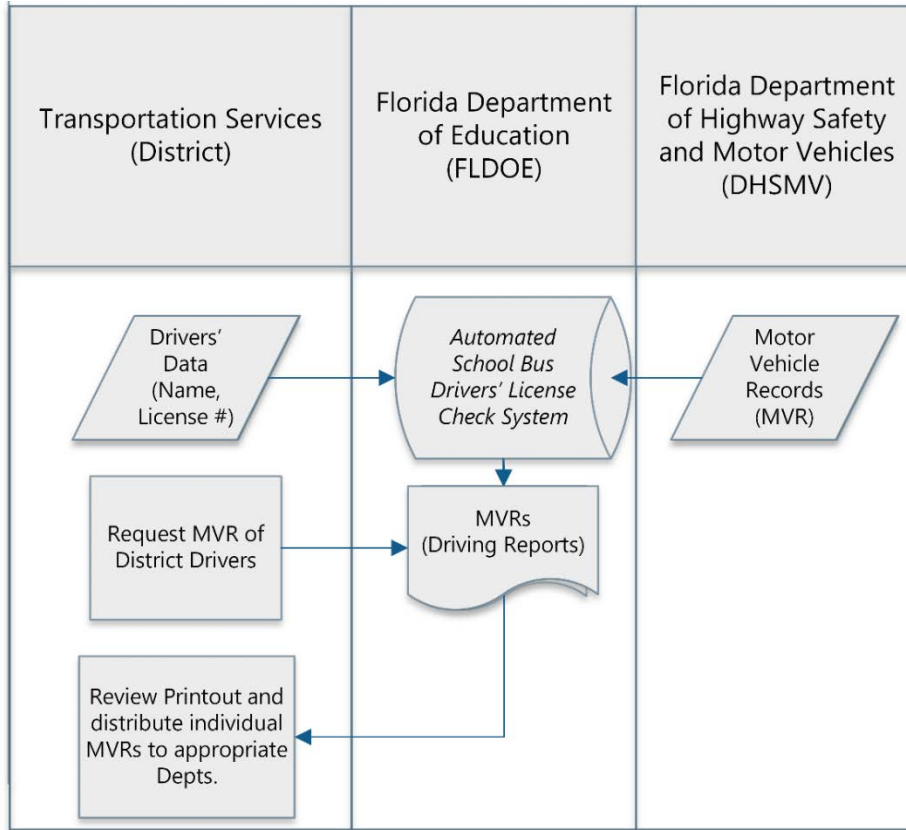 Transportation Services
(District)
Florida Department
of Education
(FLDOE)
Florida Department
of Highway Safety
and Motor Vehicles
(DHSMV)
Drivers’
Data
(Name,
License #)
Automated
School Bus
Drivers’ License
Check System
Motor
Vehicle
Records
(MVR)
Request MVR of
District Drivers
MVRs
(Driving Reports)
Review Printout and
distribute individual
MVRs to appropriate
Depts.